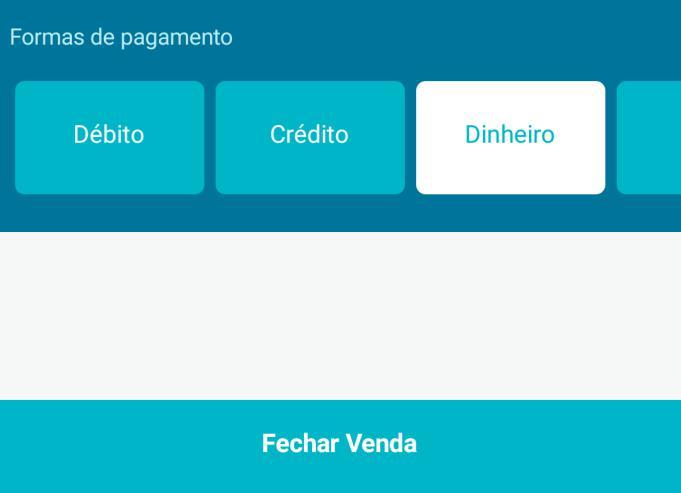 Formas de pagamento
Débito
Crédito
Dinheiro
Fechar Venda